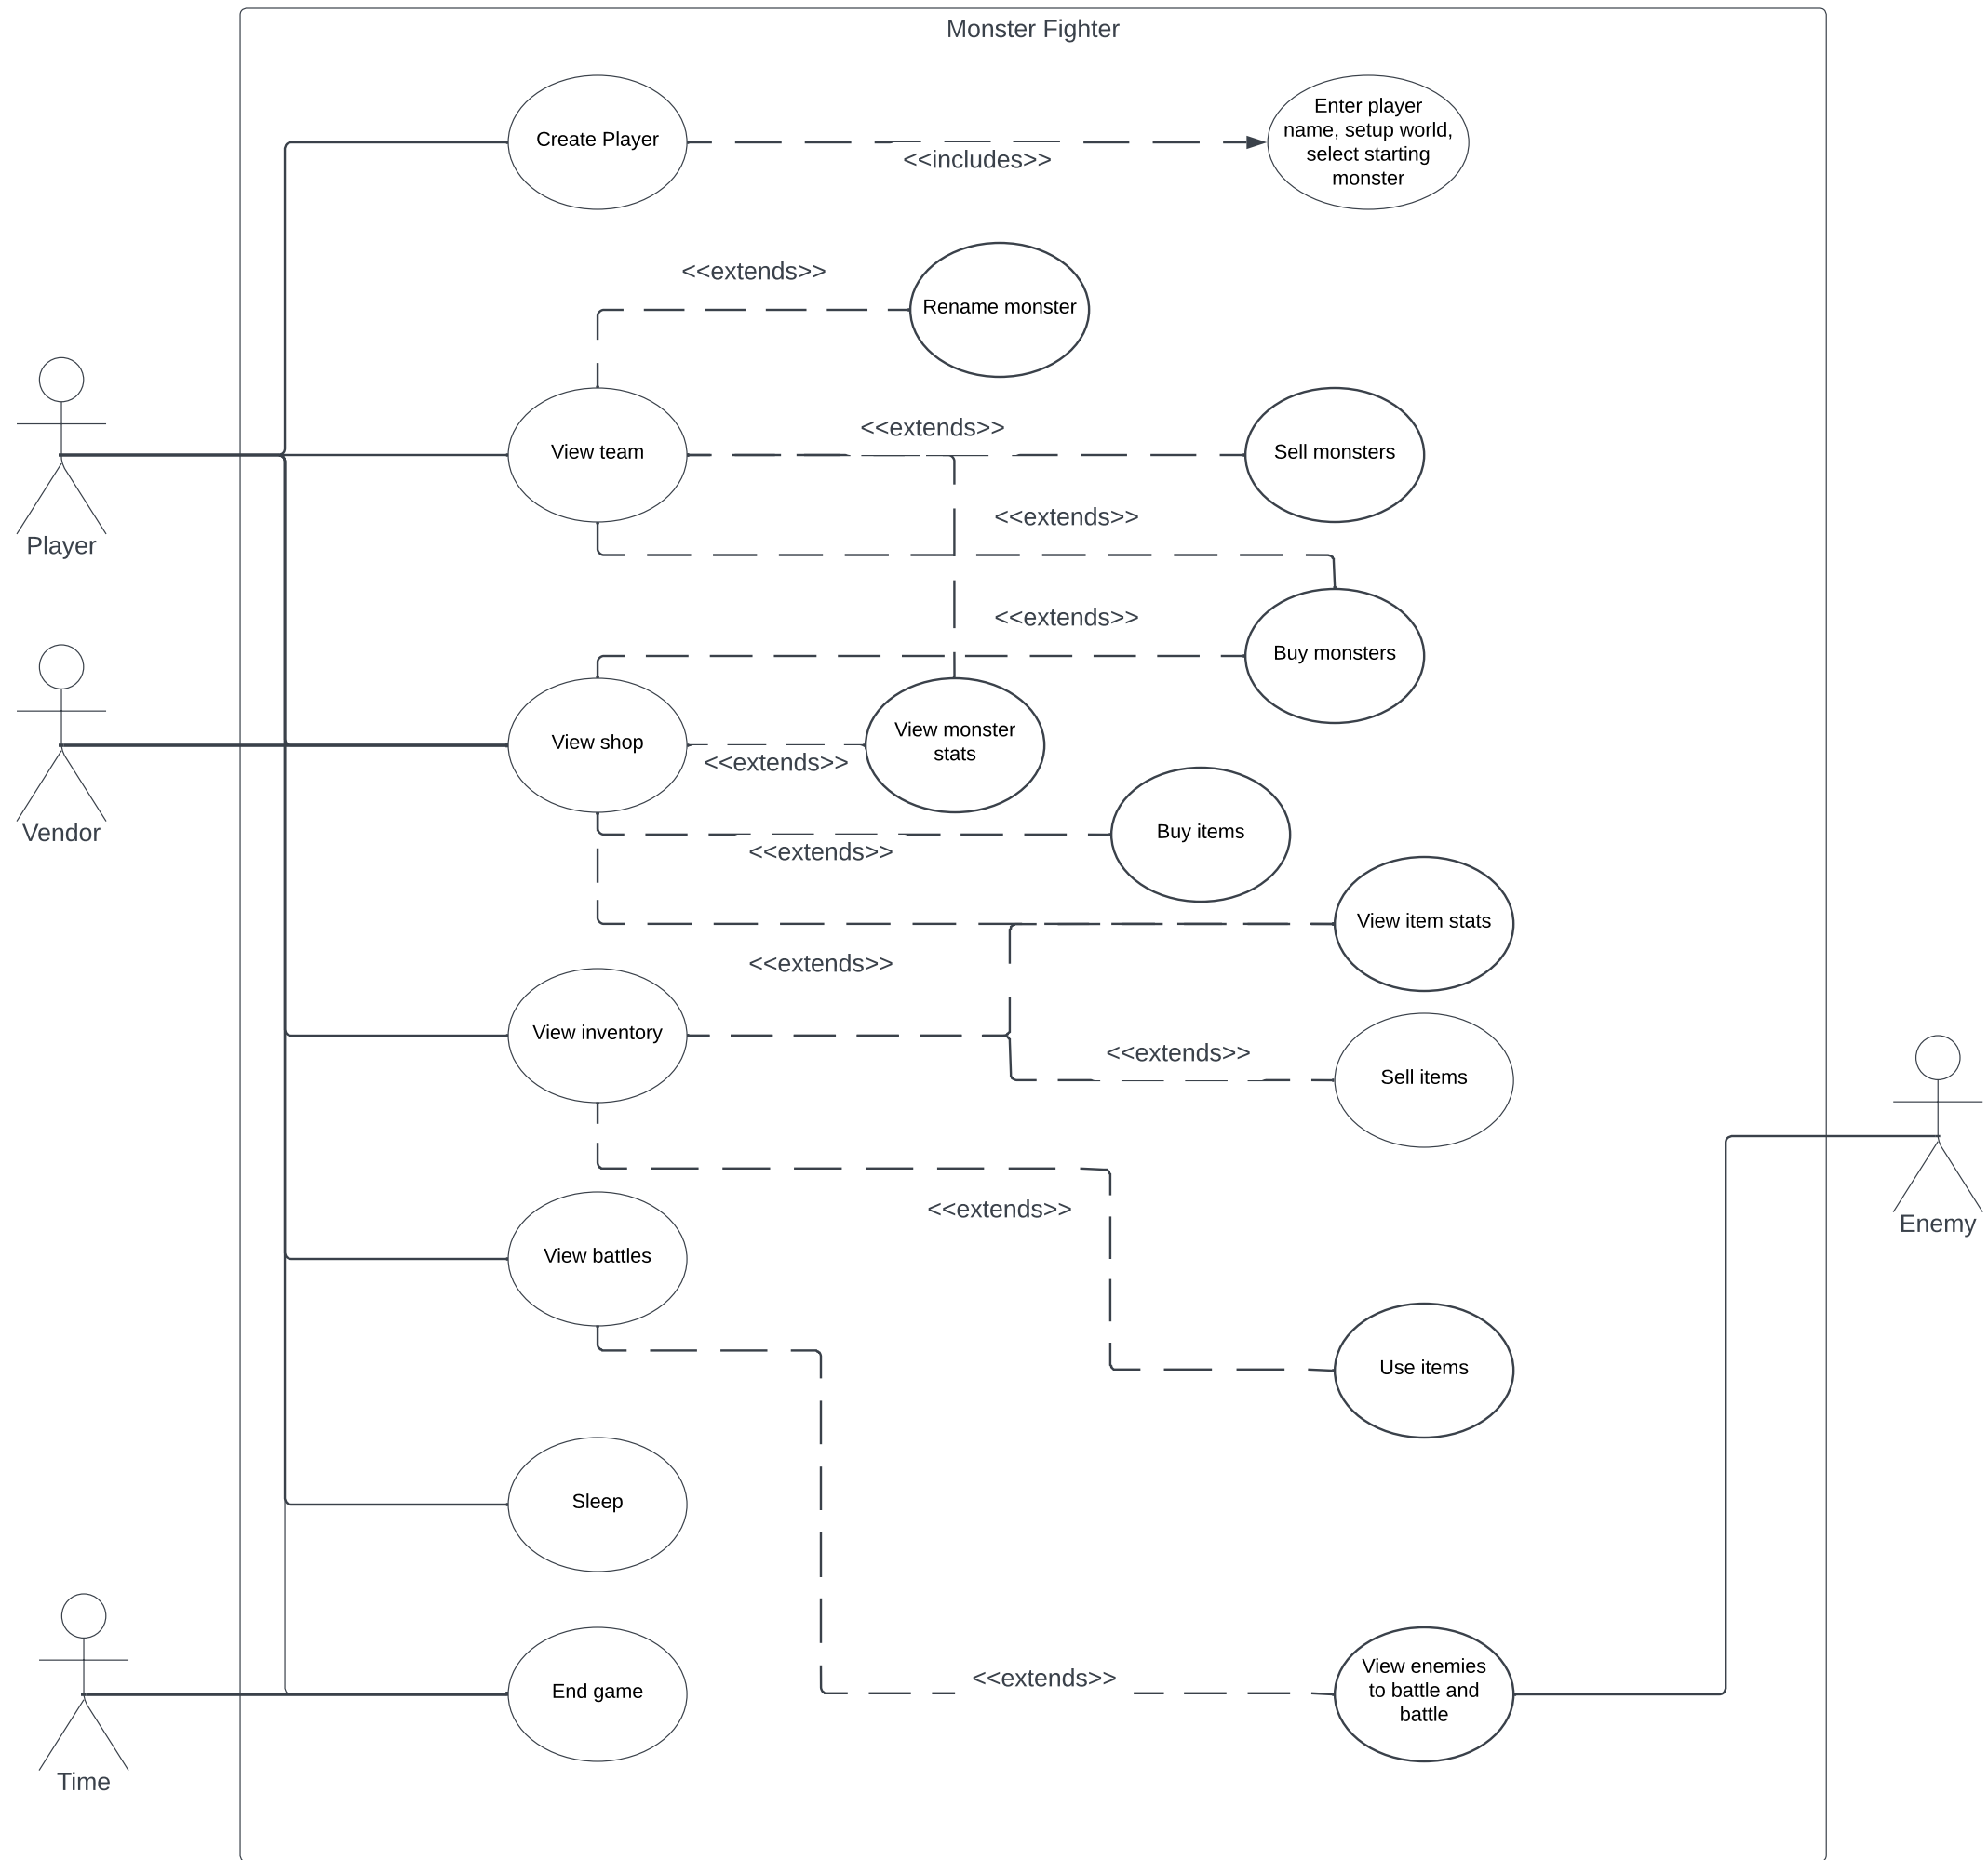 Monster Fighter
Create Player
<<includes>>
Enter player
name, setup world,
select starting
monster
<<extends>>
Rename monster
Player
View team
<<extends>>
Sell monsters
<<extends>>
<<extends>>
Buy monsters
Vendor
View shop
<<extends>>
View monster
stats
Buy items
<<extends>>
View item stats
<<extends>>
View inventory
<<extends>>
Sell items
<<extends>>
Enemy
View battles
Use items
Sleep
Time
End game
<<extends>>
View enemies
to battle and
battle